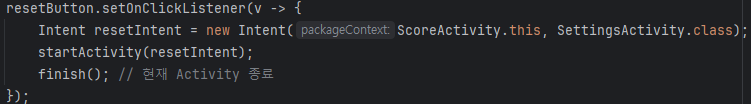 resetButton.setOnClickListener(v -> {
    Intent resetIntent = new Intent( packageContext: ScoreActivity.this, SettingsActivity.class);
    startActivity(resetIntent);
    finish(); // 현재 Activity 종료
});